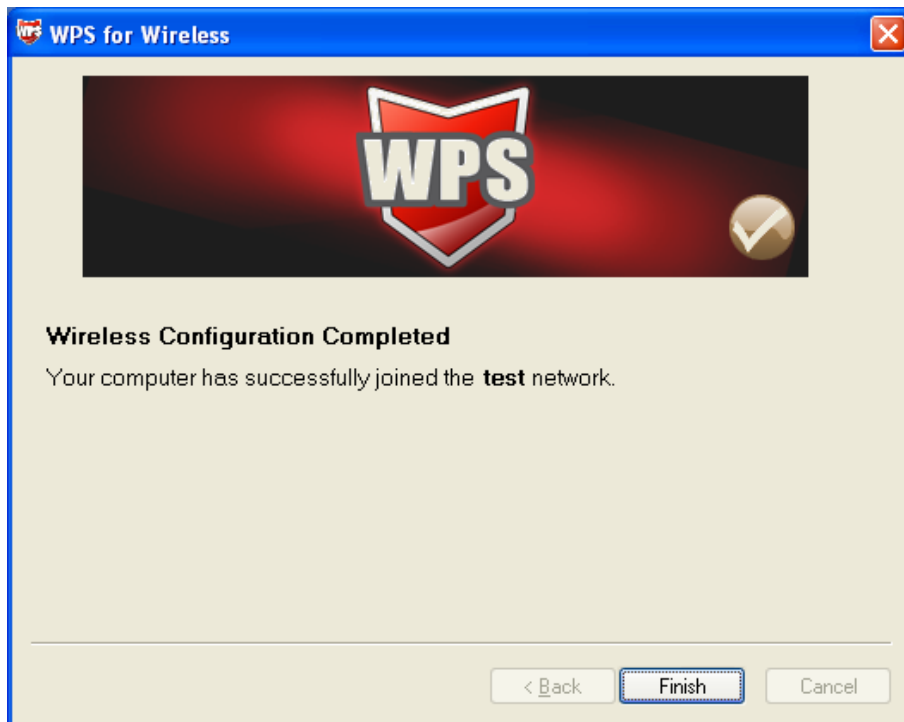 WPS for Wireless
WPS
Wireless Configuration Completed
Your computer has successfully joined the test network.
< Back
Finish
Cancel